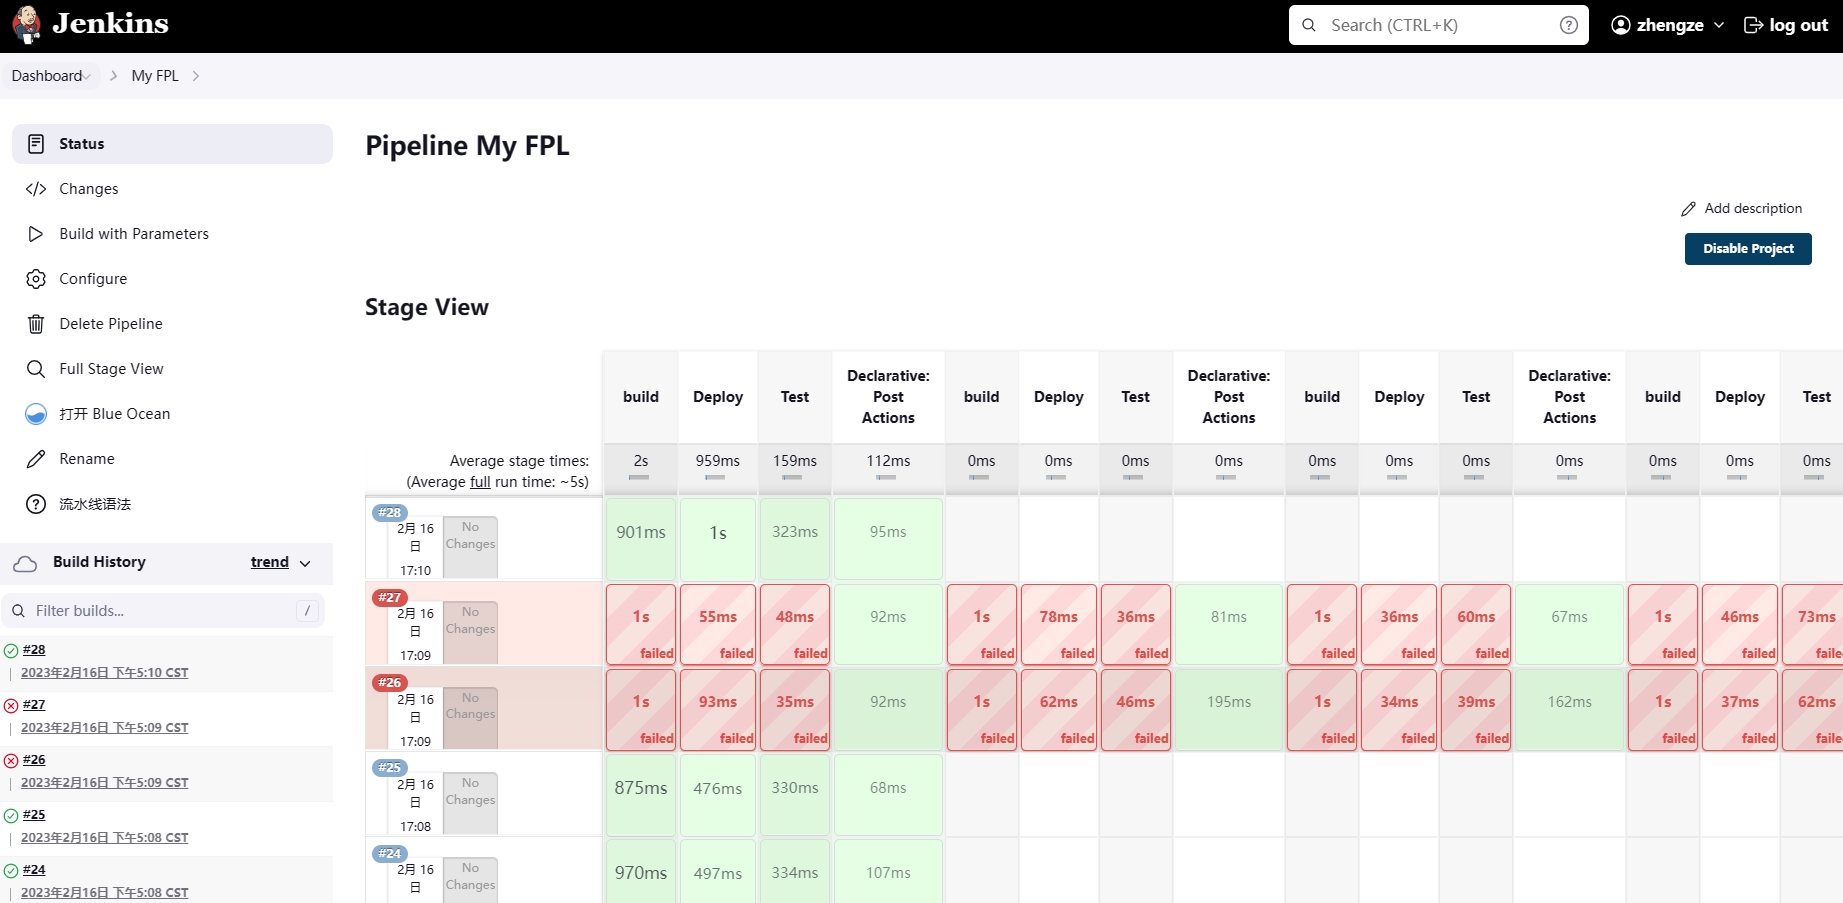 Jenkins
Search (CTRL+K)
zhengze
log out
Dashboard
My FPL
Status
Changes
Build with Parameters
Configure
Delete Pipeline
Full Stage View
打开 Blue Ocean
Rename
流水线语法
Build History
trend
Filter builds...
/
#28
2023年2月16日 下午5:10 CST
#27
2023年2月16日 下午5:09 CST
#26
2023年2月16日 下午5:09 CST
#25
2023年2月16日 下午5:08 CST
#24
2023年2月16日 下午5:08 CST
Pipeline My FPL
Add description
Disable Project
Stage View
build Deploy Test Declarative: Post Actions build Deploy Test Declarative: Post Actions build Deploy Test Declarative: Post Actions build Deploy Test
Average stage times:
(Average full run time: ~5s)
2s 959ms 159ms 112ms 0ms 0ms 0ms 0ms 0ms 0ms 0ms 0ms 0ms 0ms 0ms
#28
2月 16
日
17:10
No
Changes
901ms 1s 323ms 95ms
#27
2月 16
日
17:09
No
Changes
1s 55ms 48ms 92ms 1s 78ms 36ms 81ms 1s 36ms 60ms 67ms 1s 46ms 73ms
failed failed failed failed failed failed failed failed failed failed failed faile
#26
2月 16
日
17:09
No
Changes
1s 93ms 35ms 92ms 1s 62ms 46ms 195ms 1s 34ms 39ms 162ms 1s 37ms 62ms
failed failed failed failed failed failed failed failed failed failed failed faile
#25
2月 16
日
17:08
No
Changes
875ms 476ms 330ms 68ms
#24
2月 16
日
No
Changes
970ms 497ms 334ms 107ms